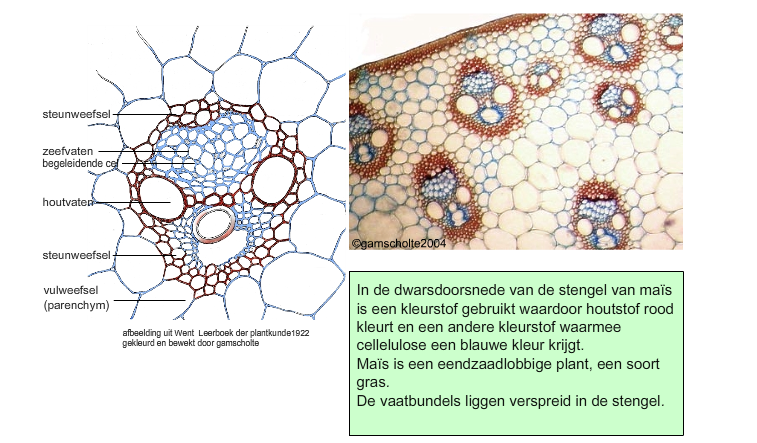 steunweefsel
zeefvaten
begeleidende cel
houtvaten
steunweefsel
vulweefsel
(parenchym)
afbeelding uit Went Leerboek der plantkunde1922
gekleurd en bewekt door gamscholte
©gamscholte2004
In de dwarsdoorsnede van de stengel van maïs
is een kleurstof gebruikt waardoor houtstof rood
kleurt en een andere kleurstof waarmee
cellelulose een blauwe kleur krijgt.
Maïs is een eendzaadlobbige plant, een soort
gras.
De vaatbundels liggen verspreid in de stengel.